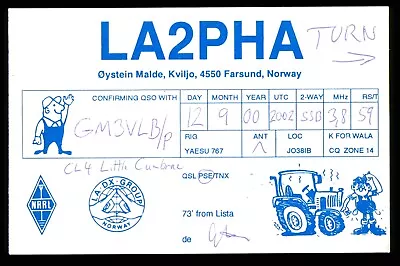 LA2PHA
TURN
Øystein Malde, Kviljo, 4550 Farsund, Norway
CONFIRMING QSO WITH DAY MONTH YEAR UTC 2-WAY MHz RS/T
GM3VLB/P 12 9 00 2002 SSB 3,8 59
RIG ANT LOC K FOR WALA
YAESU 767 JO38IB CQ ZONE 14
CL4 Little Cumbrae
QSL PSE/TNX
NRRL
LA-DX-GROUP
NORWAY
73' from Lista
de